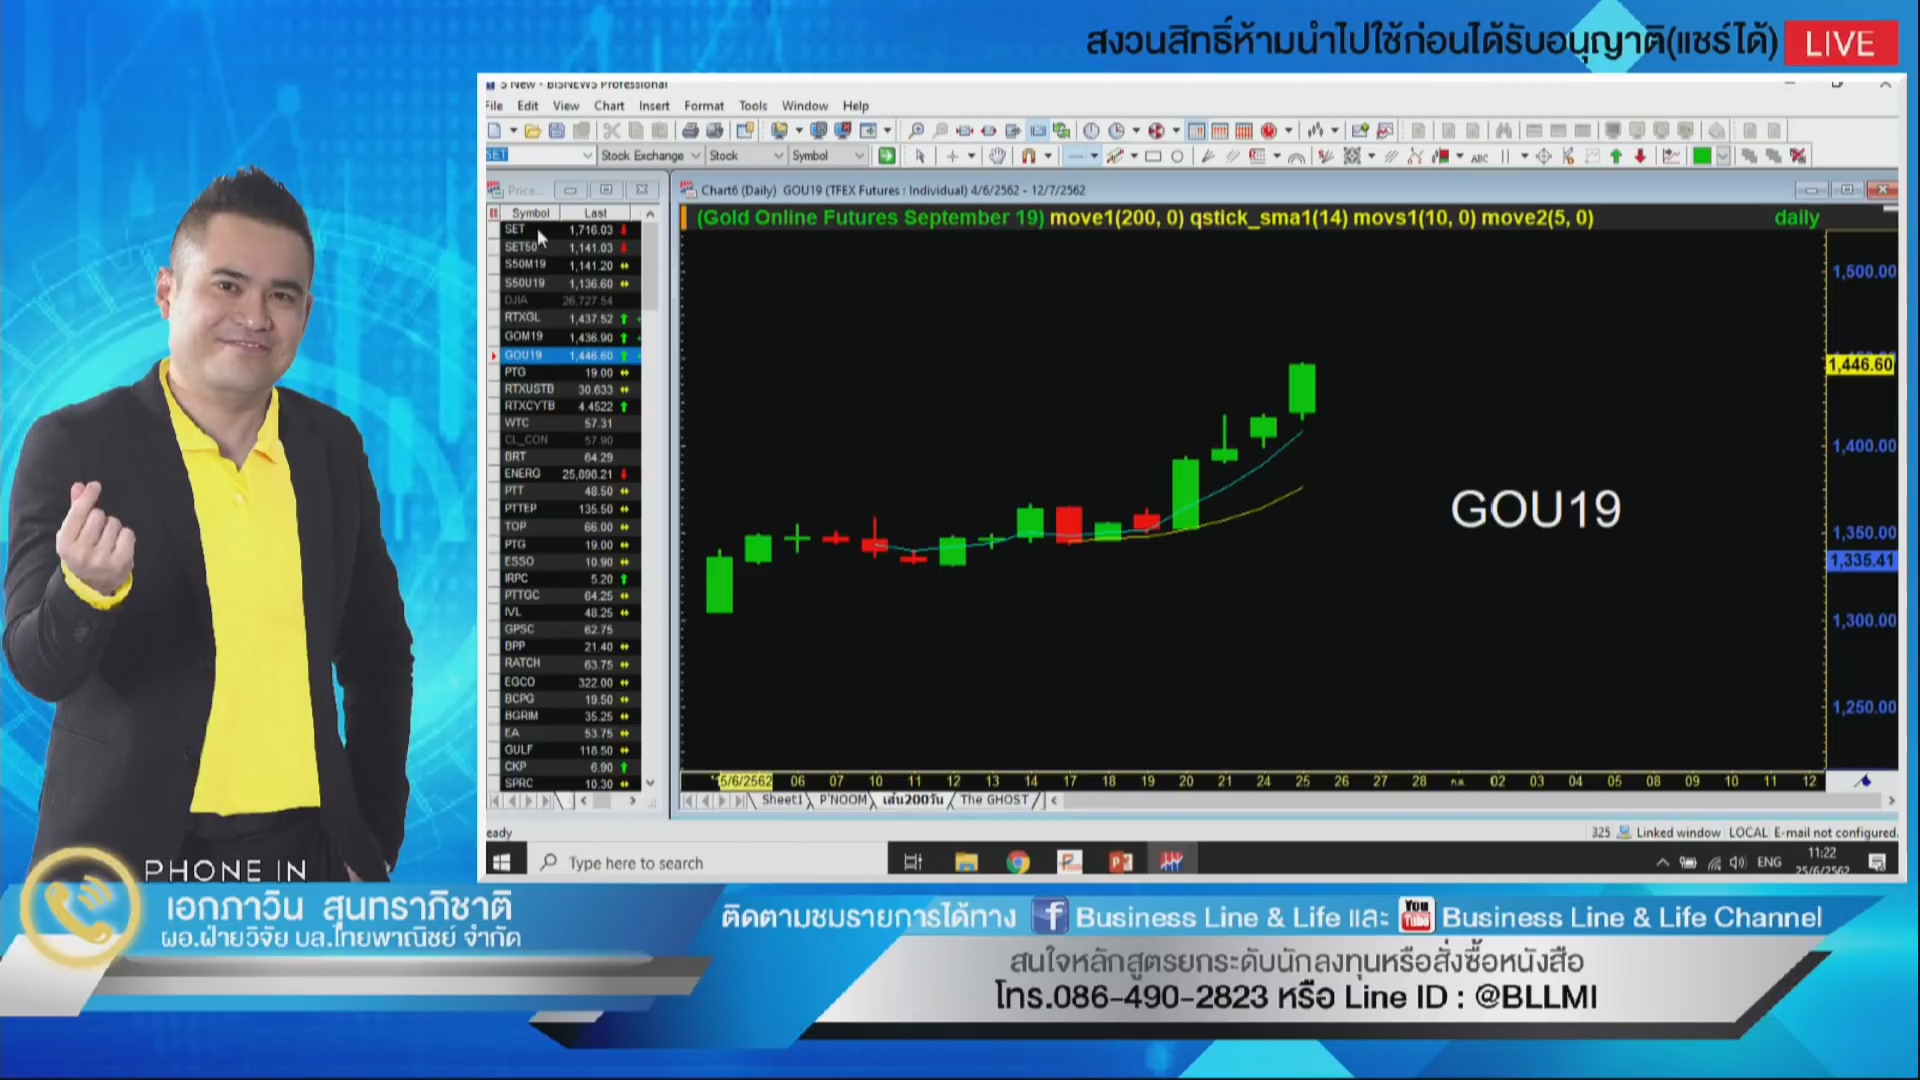 สงวนสิทธิ์ห้ามนำไปใช้ก่อนได้รับอนุญาติ(แชร์ได้) LIVE
5 New - BISNEWS Professional
File Edit View Chart Insert Format Tools Window Help
SET Stock Exchange Stock Symbol
Price...
Chart6 (Daily) GOU19 (TFEX Futures : Individual) 4/6/2562 - 12/7/2562
Symbol Last
SET 1,716.03
SET50 1,141.03
S50M19 1,141.20
S50U19 1,136.60
DJIA 26,727.54
RTXGL 1,437.52
GOM19 1,436.90
GOU19 1,446.60
PTG 19.00
RTXUSTB 30.633
RTXCYTB 4.4522
WTC 57.31
CL_CON 57.90
BRT 64.29
ENERG 25,890.21
PTT 48.50
PTTEP 135.50
TOP 66.00
PTG 19.00
ESSO 10.90
IRPC 5.20
PTTGC 64.25
IVL 48.25
GPSC 62.75
BPP 21.40
RATCH 63.75
EGCO 322.00
BCPG 19.50
BGRIM 35.25
EA 53.75
GULF 118.50
CKP 6.90
SPRC 10.30
(Gold Online Futures September 19) move1(200, 0) qstick_sma1(14) movs1(10, 0) move2(5, 0) daily
1,500.00
1,446.60
1,400.00
1,350.00
1,335.41
1,300.00
1,250.00
GOU19
5/6/2562 06 07 10 11 12 13 14 17 18 19 20 21 24 25 26 27 28 n.a. 02 03 04 05 08 09 10 11 12
Sheet1 P'NOOM เส้น200วัน The GHOST
eady 325 Linked window LOCAL E-mail not configured.
Type here to search ENG 11:22
25/6/2562
PHONE IN
เอกภาวิน สุนทราภิชาติ
ผอ.ฝ่ายวิจัย บล.ไทยพาณิชย์ จำกัด
ติดตามชมรายการได้ทาง f Business Line & Life และ You Tube Business Line & Life Channel
สนใจหลักสูตรยกระดับนักลงทุนหรือสั่งซื้อหนังสือ
โทร.086-490-2823 หรือ Line ID : @BLLMI